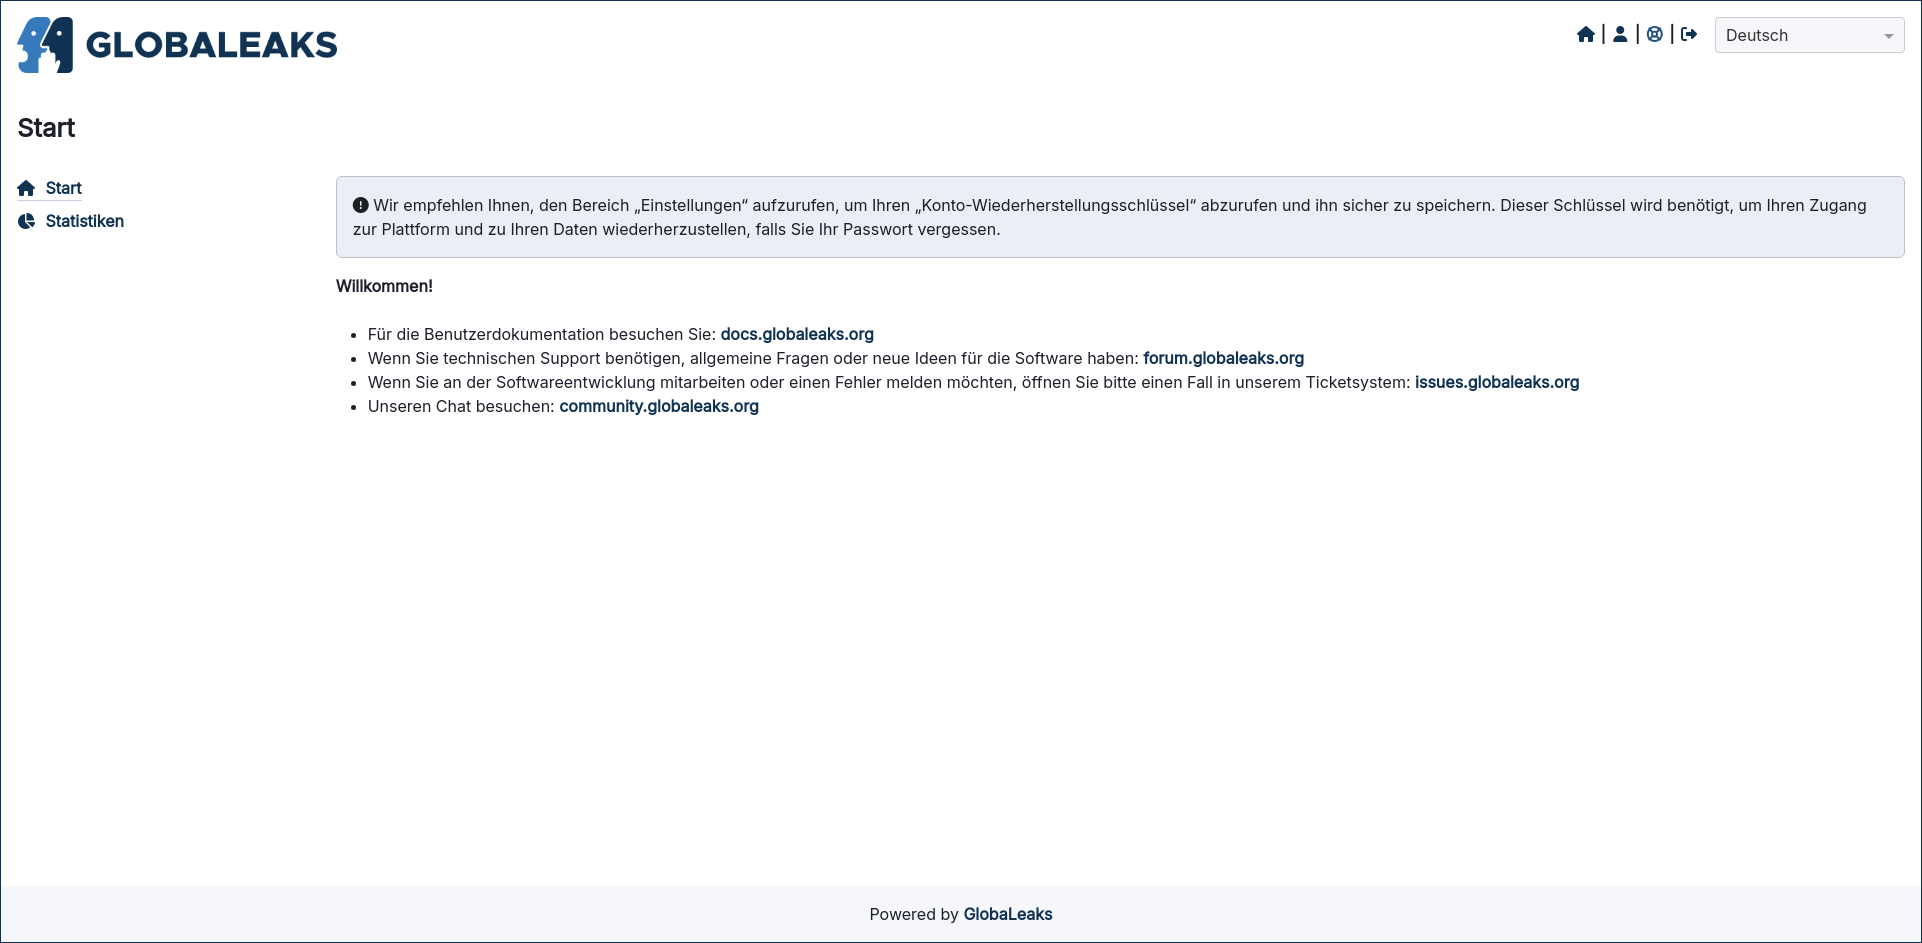 GLOBALEAKS
Deutsch
Start
Start
Statistiken
Wir empfehlen Ihnen, den Bereich „Einstellungen“ aufzurufen, um Ihren „Konto-Wiederherstellungsschlüssel“ abzurufen und ihn sicher zu speichern. Dieser Schlüssel wird benötigt, um Ihren Zugang
zur Plattform und zu Ihren Daten wiederherzustellen, falls Sie Ihr Passwort vergessen.
Willkommen!
Für die Benutzerdokumentation besuchen Sie: docs.globaleaks.org
Wenn Sie technischen Support benötigen, allgemeine Fragen oder neue Ideen für die Software haben: forum.globaleaks.org
Wenn Sie an der Softwareentwicklung mitarbeiten oder einen Fehler melden möchten, öffnen Sie bitte einen Fall in unserem Ticketsystem: issues.globaleaks.org
Unseren Chat besuchen: community.globaleaks.org
Powered by GlobaLeaks